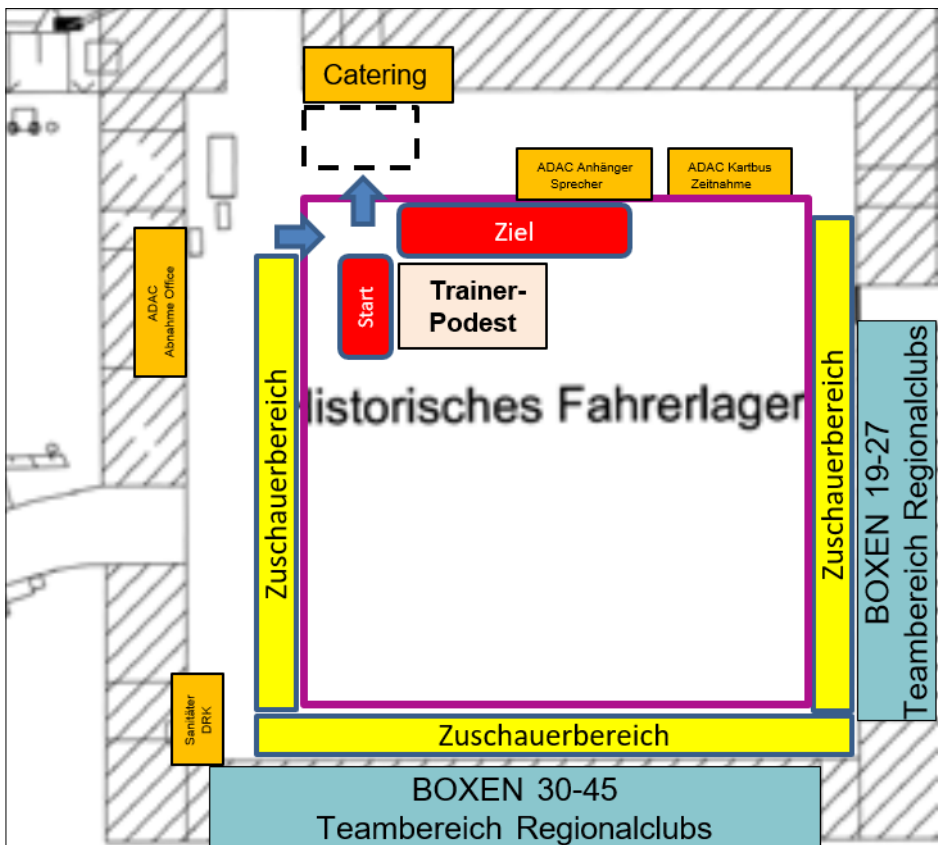 Catering
ADAC Anhänger
Sprecher
ADAC Kartbus
Zeitnahme
Ziel
Start
Trainer-
Podest
ADAC
Abnahme Office
Historisches Fahrerlager
Zuschauerbereich
Zuschauerbereich
BOXEN 19-27
Teambereich Regionalclubs
Sanitäter
DRK
Zuschauerbereich
BOXEN 30-45
Teambereich Regionalclubs